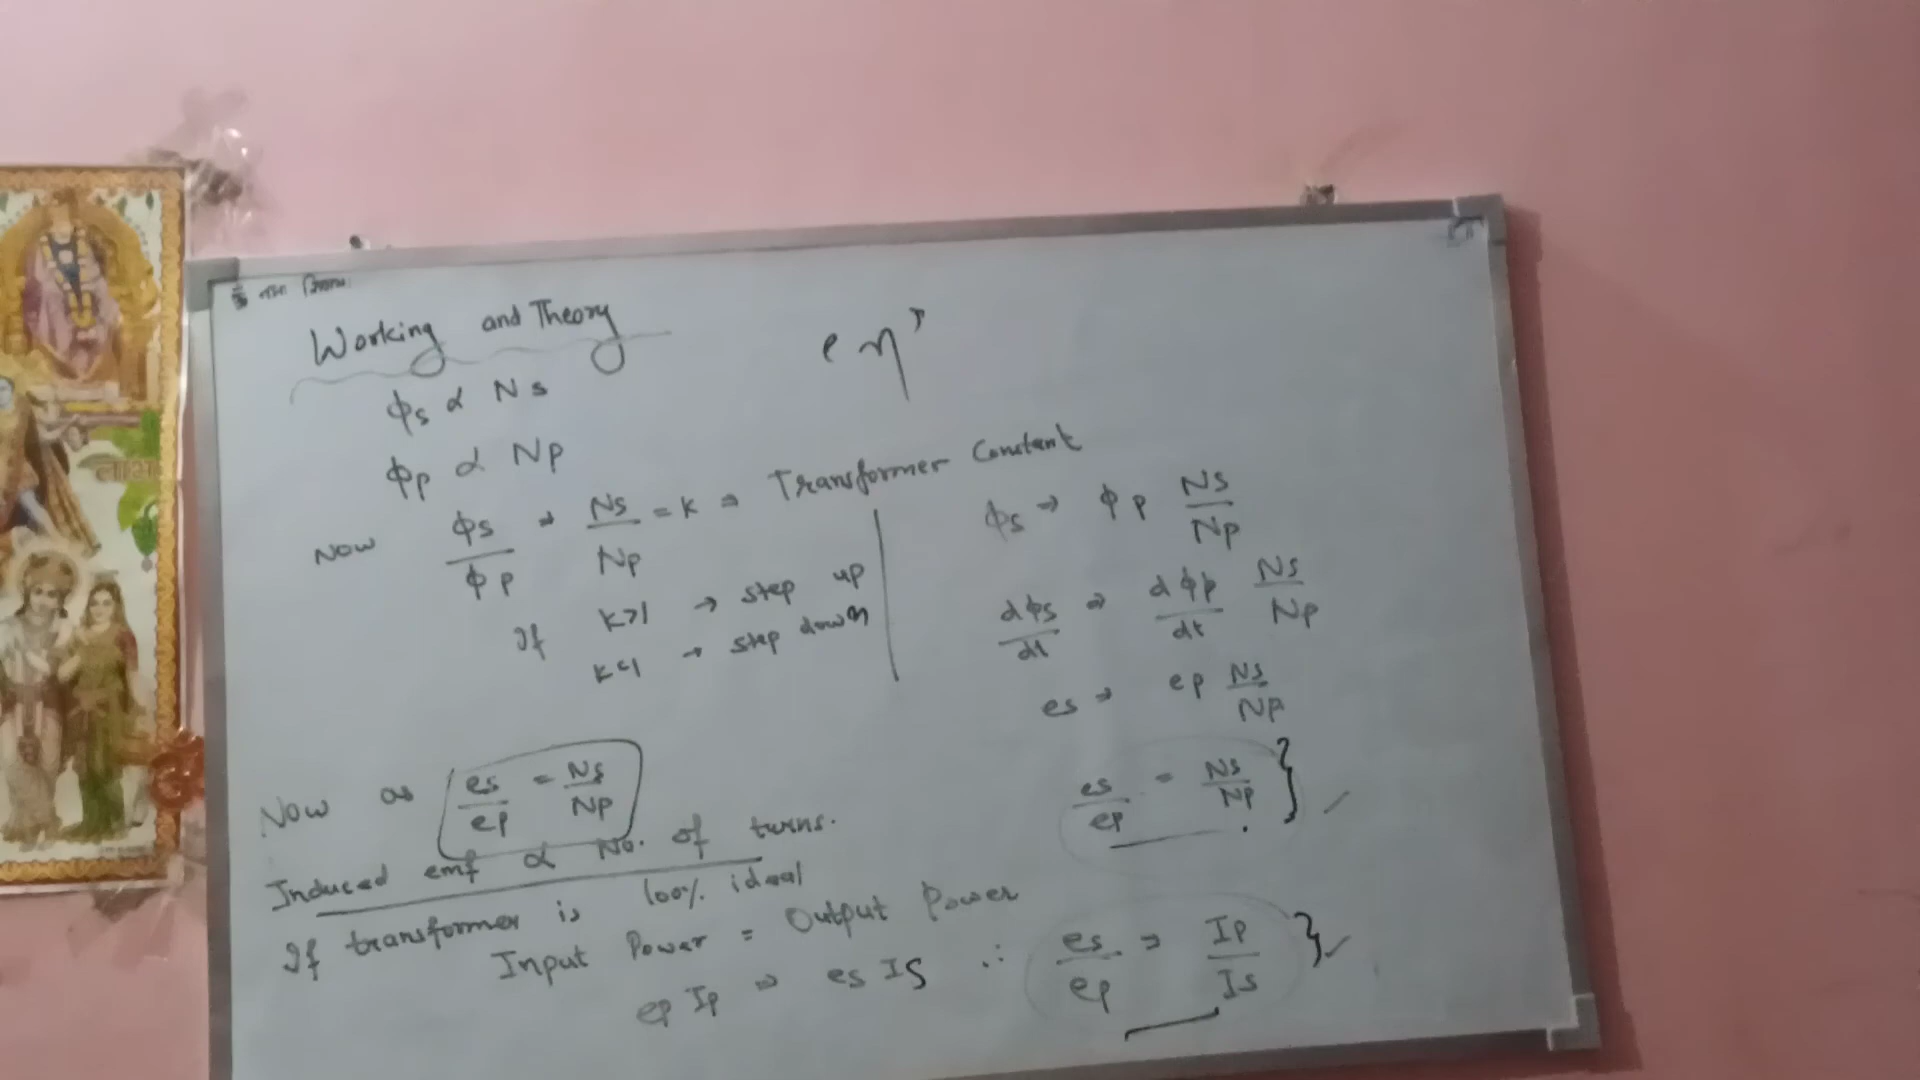 Working and Theory
e η
ϕs α Ns
ϕp α Np
Now ϕs/ϕp ⇒ Ns/Np = K ⇒ Transformer Constant
If K>1 → step up
K<1 → step down
ϕs ⇒ ϕp Ns/Np
dϕs/dt ⇒ dϕp/dt Ns/Np
es ⇒ ep Ns/Np
es/ep = Ns/Np
Now as es/ep = Ns/Np
Induced emf α No. of turns.
If transformer is 100% ideal
Input Power = Output Power
ep Ip ⇒ es Is ∴ es/ep ⇒ Ip/Is
लाभ